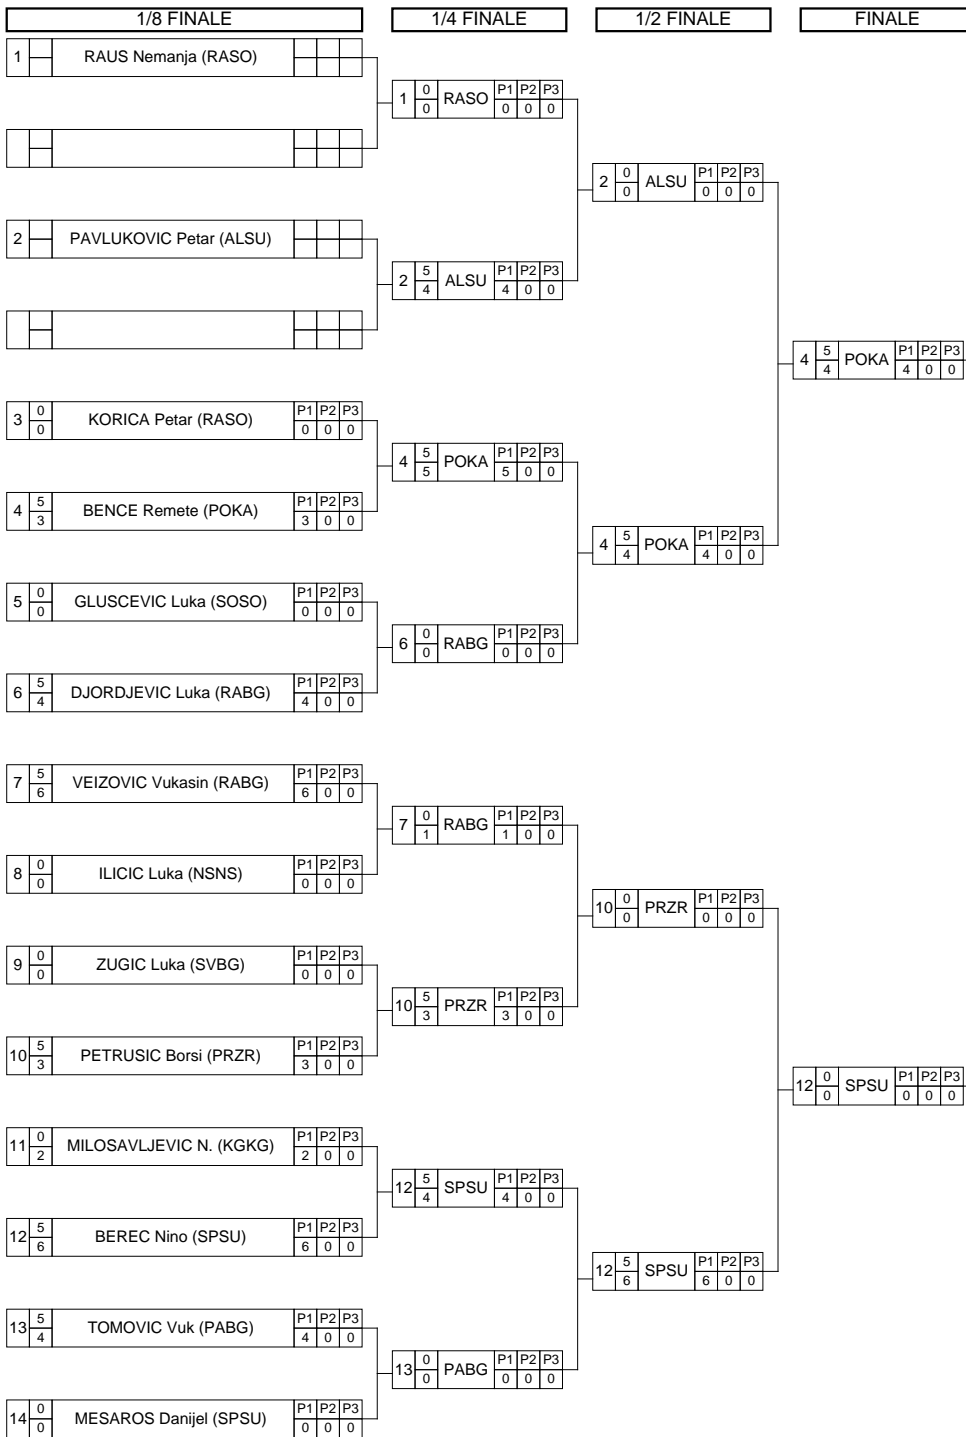 1/8 FINALE 1/4 FINALE 1/2 FINALE FINALE
1 RAUS Nemanja (RASO)
1 0 RASO P1 P2 P3
0 0 0 0
2 0 ALSU P1 P2 P3
0 0 0 0
2 PAVLUKOVIC Petar (ALSU)
2 5 ALSU P1 P2 P3
4 4 0 0
4 5 POKA P1 P2 P3
4 4 0 0
3 0 KORICA Petar (RASO) P1 P2 P3
0 0 0 0
4 5 POKA P1 P2 P3
5 5 0 0
4 5 BENCE Remete (POKA) P1 P2 P3
3 3 0 0
4 5 POKA P1 P2 P3
4 4 0 0
5 0 GLUSCEVIC Luka (SOSO) P1 P2 P3
0 0 0 0
6 0 RABG P1 P2 P3
0 0 0 0
6 5 DJORDJEVIC Luka (RABG) P1 P2 P3
4 4 0 0
7 5 VEIZOVIC Vukasin (RABG) P1 P2 P3
6 6 0 0
7 0 RABG P1 P2 P3
1 1 0 0
8 0 ILICIC Luka (NSNS) P1 P2 P3
0 0 0 0
10 0 PRZR P1 P2 P3
0 0 0 0
9 0 ZUGIC Luka (SVBG) P1 P2 P3
0 0 0 0
10 5 PRZR P1 P2 P3
3 3 0 0
10 5 PETRUSIC Borsi (PRZR) P1 P2 P3
3 3 0 0
12 0 SPSU P1 P2 P3
0 0 0 0
11 0 MILOSAVLJEVIC N. (KGKG) P1 P2 P3
2 2 0 0
12 5 SPSU P1 P2 P3
4 4 0 0
12 5 BEREC Nino (SPSU) P1 P2 P3
6 6 0 0
12 5 SPSU P1 P2 P3
6 6 0 0
13 5 TOMOVIC Vuk (PABG) P1 P2 P3
4 4 0 0
13 0 PABG P1 P2 P3
0 0 0 0
14 0 MESAROS Danijel (SPSU) P1 P2 P3
0 0 0 0